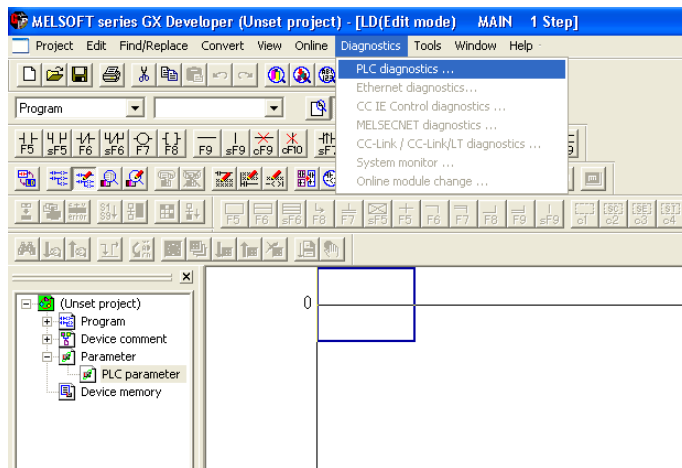 MELSOFT series GX Developer (Unset project) - [LD(Edit mode) MAIN 1 Step]
Project Edit Find/Replace Convert View Online Diagnostics Tools Window Help
PLC diagnostics ...
Ethernet diagnostics...
CC IE Control diagnostics ...
MELSECNET diagnostics ...
CC-Link / CC-Link/LT diagnostics ...
System monitor ...
Online module change ...
Program
F5 sF5 F6 sF6 F7 F8 F9 sF9 cF9 cF10
F5 F6 sF6 F8 F7 sF5 F5 F6 F7 F8 F9 sF9 c1 c2 c3 c4
(Unset project)
Program
Device comment
Parameter
PLC parameter
Device memory
0